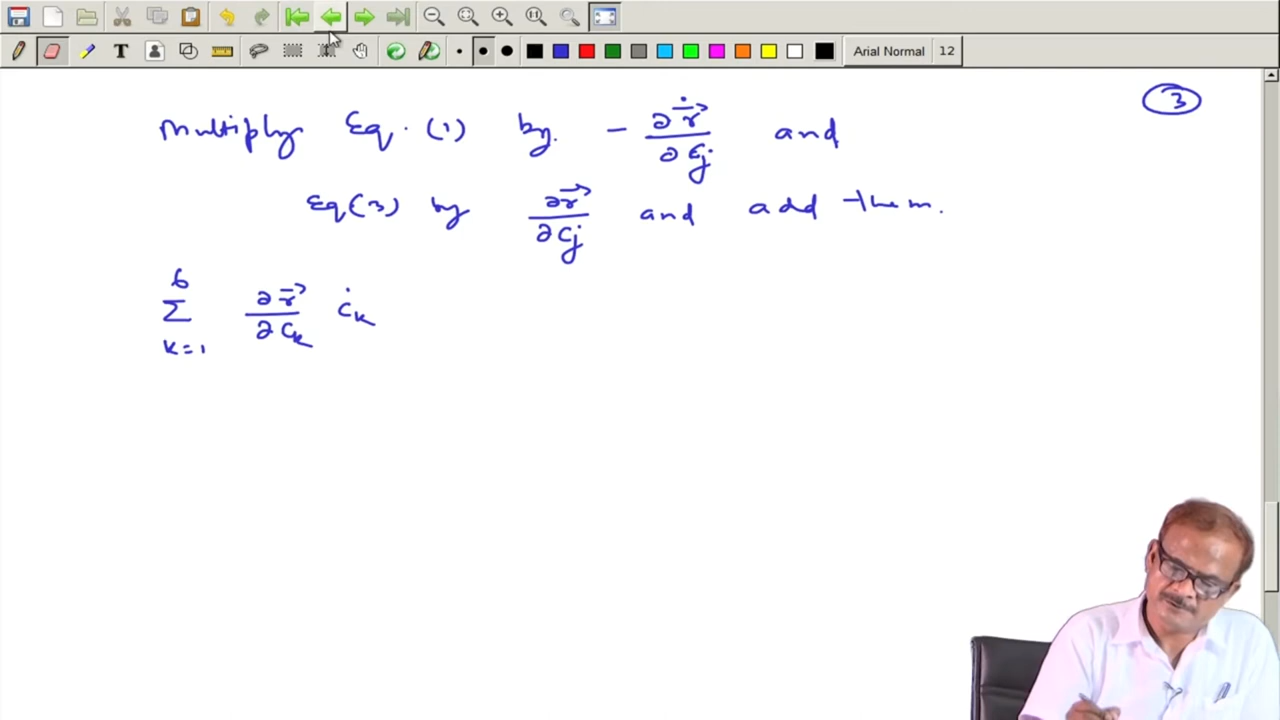 Arial Normal 12
3
Multiply Eq. (1) by. - ∂ṙ⃗/∂Cj and
Eq(3) by ∂r⃗/∂Cj and add them.
6
Σ ∂r⃗/∂Ck Ċk
k=1